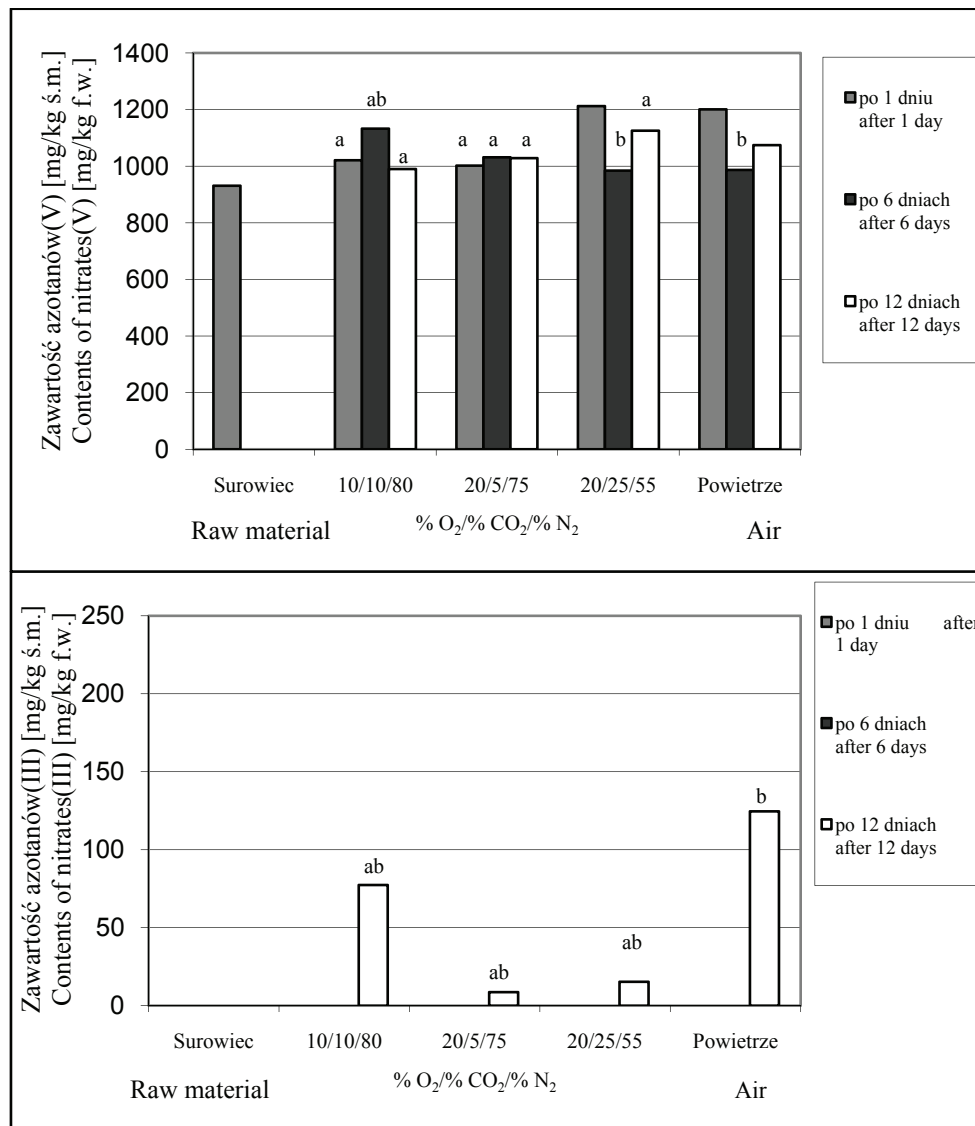 Zawartość azotanów(V) [mg/kg ś.m.]
Contents of nitrates(V) [mg/kg f.w.]
1400
1200
1000
800
600
400
200
0
a
ab
a
a
a
a
b
a
b
Surowiec
10/10/80
20/5/75
20/25/55
Powietrze
Raw material
% O₂/% CO₂/% N₂
Air
po 1 dniu
after 1 day
po 6 dniach
after 6 days
po 12 dniach
after 12 days
Zawartość azotanów(III) [mg/kg ś.m.]
Contents of nitrates(III) [mg/kg f.w.]
250
200
150
100
50
0
ab
ab
ab
b
Surowiec
10/10/80
20/5/75
20/25/55
Powietrze
Raw material
% O₂/% CO₂/% N₂
Air
po 1 dniu after
1 day
po 6 dniach
after 6 days
po 12 dniach
after 12 days